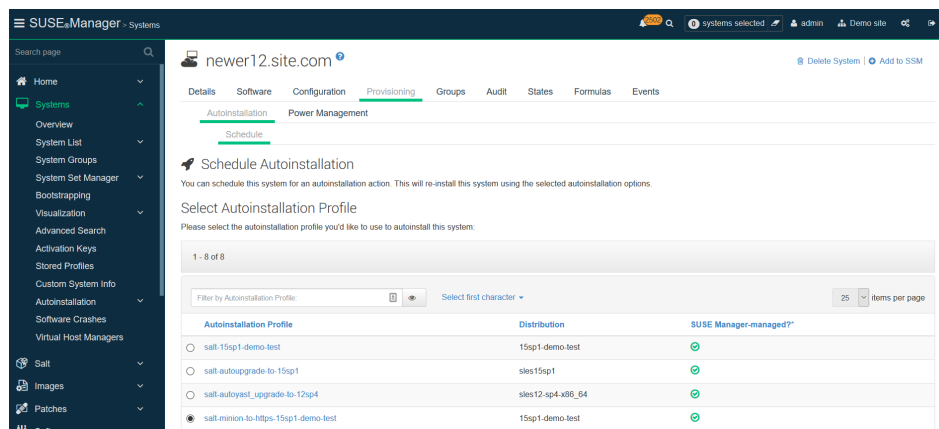 SUSE®Manager > Systems
2502
0 systems selected
admin
Demo site
Search page
Home
Systems
Overview
System List
System Groups
System Set Manager
Bootstrapping
Visualization
Advanced Search
Activation Keys
Stored Profiles
Custom System Info
Autoinstallation
Software Crashes
Virtual Host Managers
Salt
Images
Patches
newer12.site.com ?
Delete System | Add to SSM
Details Software Configuration Provisioning Groups Audit States Formulas Events
Autoinstallation Power Management
Schedule
Schedule Autoinstallation
You can schedule this system for an autoinstallation action. This will re-install this system using the selected autoinstallation options.
Select Autoinstallation Profile
Please select the autoinstallation profile you'd like to use to autoinstall this system:
1 - 8 of 8
Filter by Autoinstallation Profile:
Select first character
25 items per page
Autoinstallation Profile Distribution SUSE Manager-managed?*
salt-15sp1-demo-test 15sp1-demo-test
salt-autoupgrade-to-15sp1 sles15sp1
salt-autoyast_upgrade-to-12sp4 sles12-sp4-x86_64
salt-minion-to-https-15sp1-demo-test 15sp1-demo-test